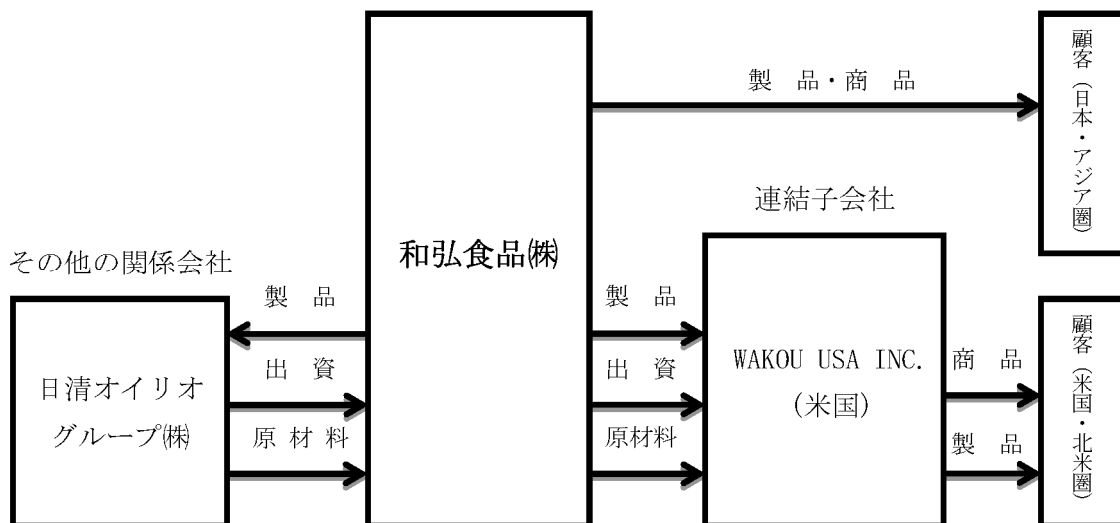 製　品・商　品
顧客（日本・アジア圏）
連結子会社
和弘食品㈱
その他の関係会社
製　品
出　資
原 材 料
日清オイリオ
グループ㈱
製　品
出　資
原材料
WAKOU USA INC.
(米国)
商　品
製　品
顧客（米国・北米圏）